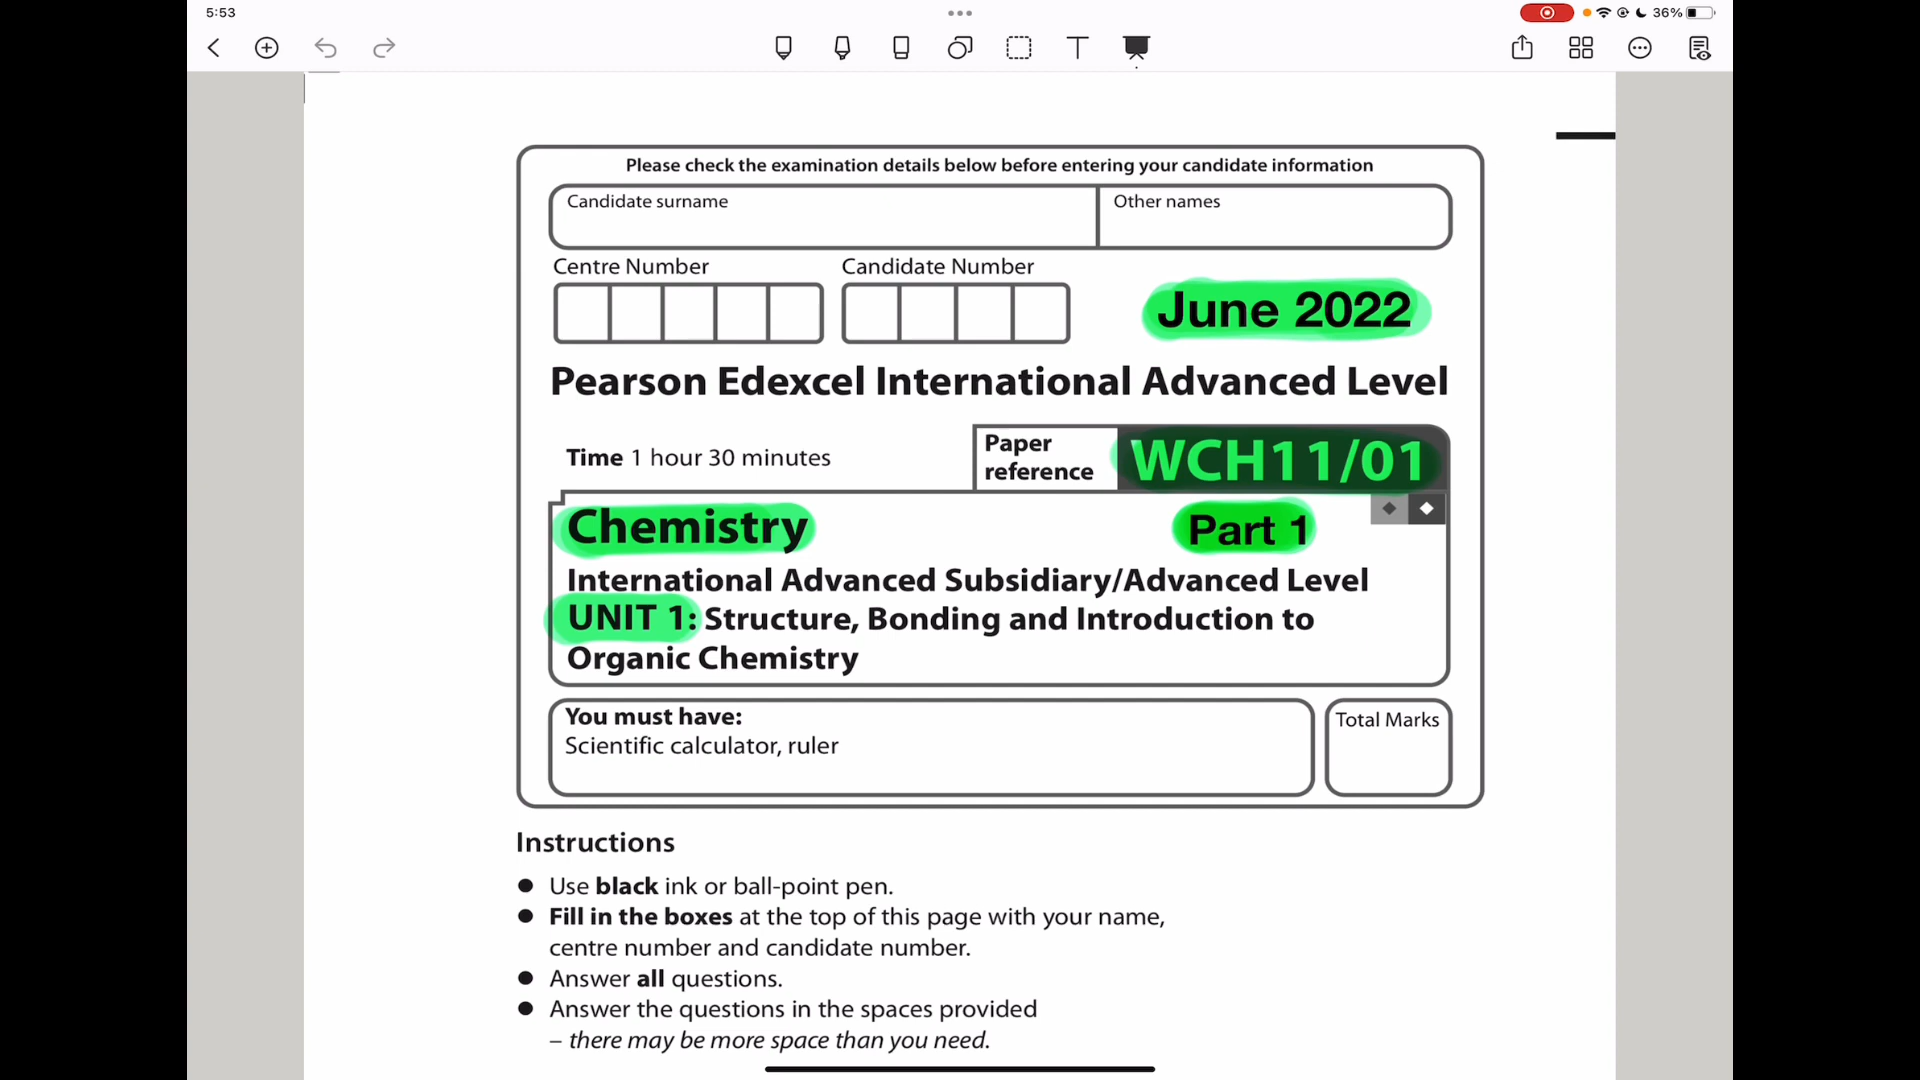 5:53
36%
Please check the examination details below before entering your candidate information
Candidate surname
Other names
Centre Number
Candidate Number
June 2022
Pearson Edexcel International Advanced Level
Time 1 hour 30 minutes
Paper
reference
WCH11/01
Chemistry
Part 1
International Advanced Subsidiary/Advanced Level
UNIT 1: Structure, Bonding and Introduction to
Organic Chemistry
You must have:
Scientific calculator, ruler
Total Marks
Instructions
● Use black ink or ball-point pen.
● Fill in the boxes at the top of this page with your name,
centre number and candidate number.
● Answer all questions.
● Answer the questions in the spaces provided
– there may be more space than you need.